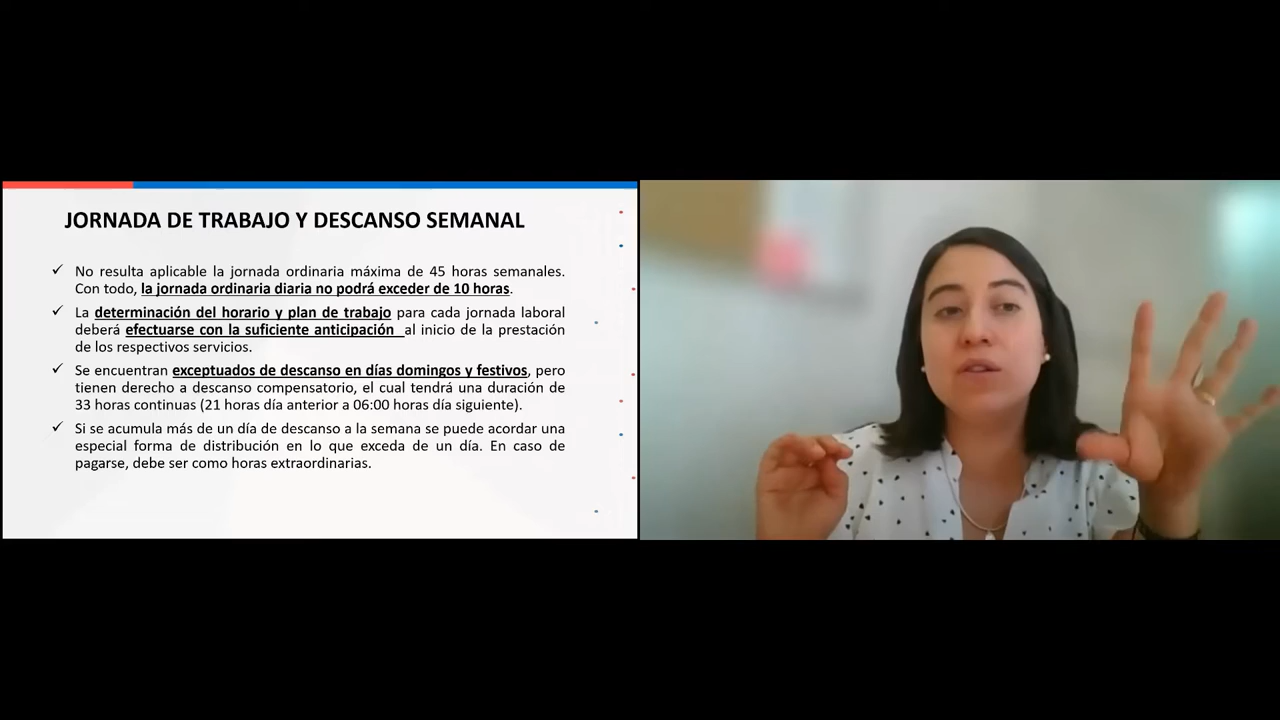 JORNADA DE TRABAJO Y DESCANSO SEMANAL
✓ No resulta aplicable la jornada ordinaria máxima de 45 horas semanales.
Con todo, la jornada ordinaria diaria no podrá exceder de 10 horas.
✓ La determinación del horario y plan de trabajo para cada jornada laboral
deberá efectuarse con la suficiente anticipación al inicio de la prestación
de los respectivos servicios.
✓ Se encuentran exceptuados de descanso en días domingos y festivos, pero
tienen derecho a descanso compensatorio, el cual tendrá una duración de
33 horas continuas (21 horas día anterior a 06:00 horas día siguiente).
✓ Si se acumula más de un día de descanso a la semana se puede acordar una
especial forma de distribución en lo que exceda de un día. En caso de
pagarse, debe ser como horas extraordinarias.